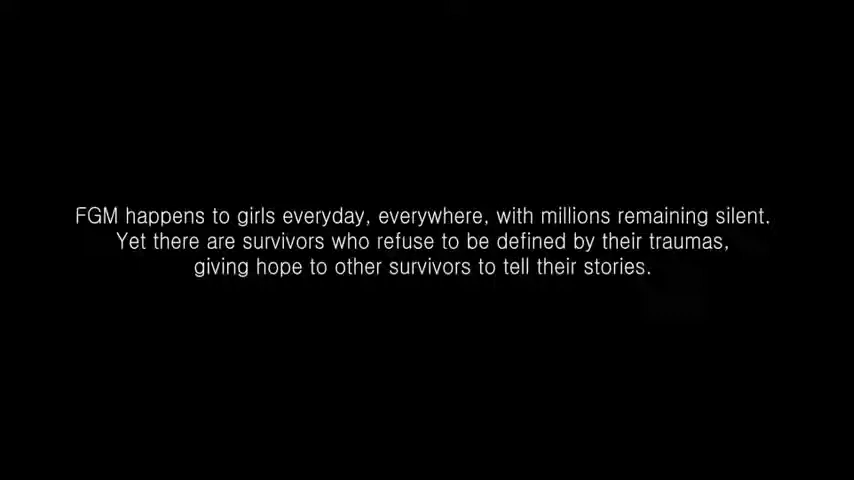 FGM happens to girls everyday, everywhere, with millions remaining silent.
Yet there are survivors who refuse to be defined by their traumas,
giving hope to other survivors to tell their stories.